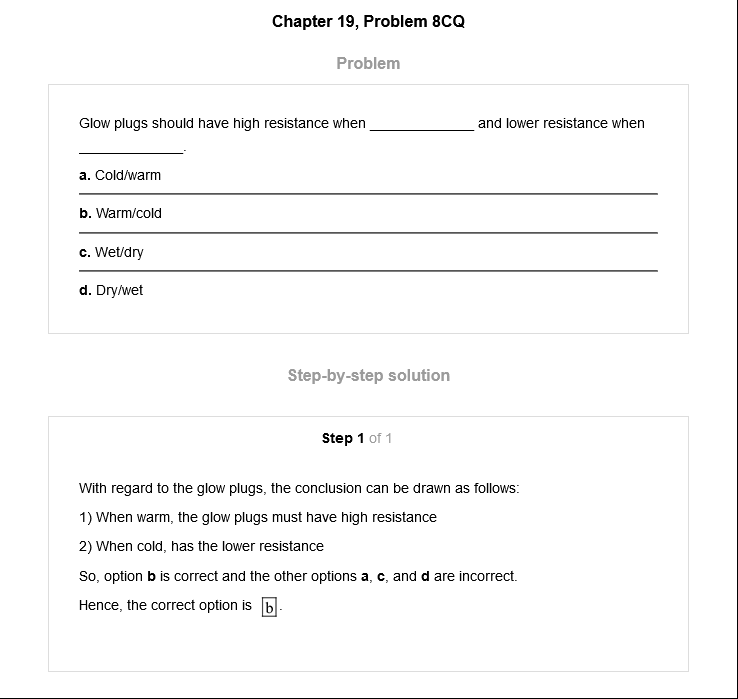 Chapter 19, Problem 8CQ
Problem
Glow plugs should have high resistance when _____________ and lower resistance when
_____________.
a. Cold/warm
b. Warm/cold
c. Wet/dry
d. Dry/wet
Step-by-step solution
Step 1 of 1
With regard to the glow plugs, the conclusion can be drawn as follows:
1) When warm, the glow plugs must have high resistance
2) When cold, has the lower resistance
So, option b is correct and the other options a, c, and d are incorrect.
Hence, the correct option is b.